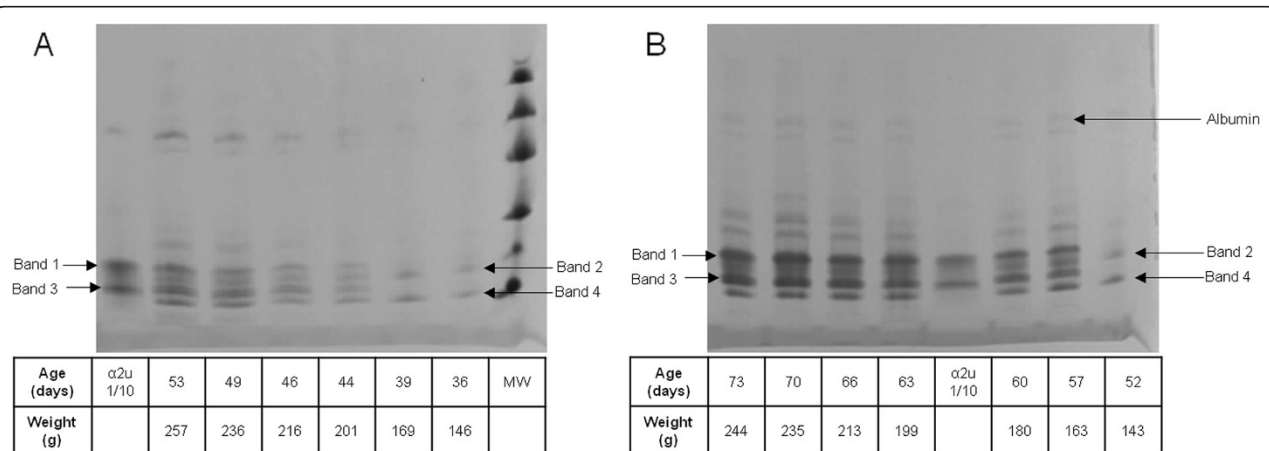 A
Band 1
Band 3
Band 2
Band 4
Age (days) α2u 1/10 53 49 46 44 39 36 MW
Weight (g) 257 236 216 201 169 146
B
Albumin
Band 1
Band 3
Band 2
Band 4
Age (days) 73 70 66 63 α2u 1/10 60 57 52
Weight (g) 244 235 213 199 180 163 143